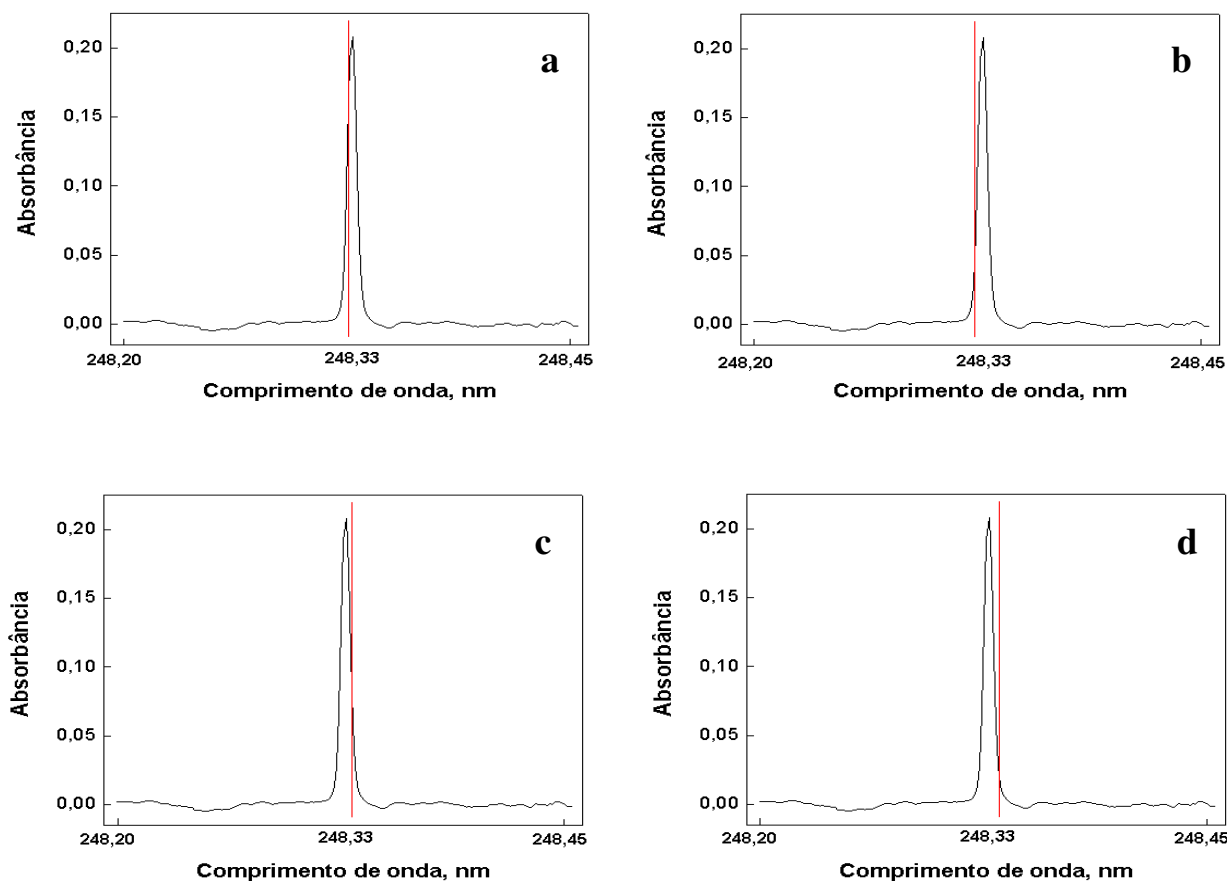 a
Absorbância
0,20
0,15
0,10
0,05
0,00
248,20
248,33
248,45
Comprimento de onda, nm
b
Absorbância
0,20
0,15
0,10
0,05
0,00
248,20
248,33
248,45
Comprimento de onda, nm
c
Absorbância
0,20
0,15
0,10
0,05
0,00
248,20
248,33
248,45
Comprimento de onda, nm
d
Absorbância
0,20
0,15
0,10
0,05
0,00
248,20
248,33
248,45
Comprimento de onda, nm